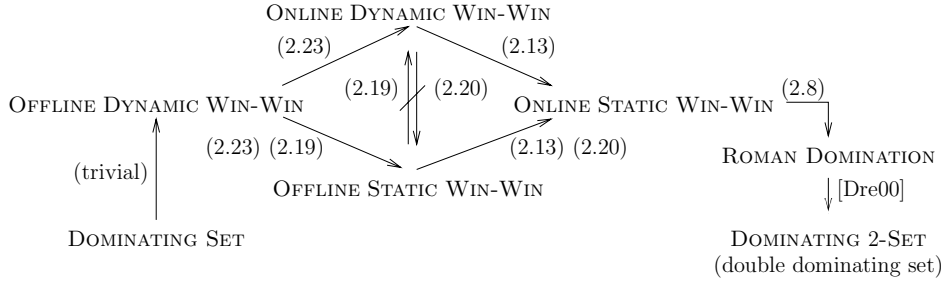 ONLINE DYNAMIC WIN-WIN
(2.23) (2.13)
(2.19) (2.20) (2.8)
OFFLINE DYNAMIC WIN-WIN ONLINE STATIC WIN-WIN
(2.23) (2.19) (2.13) (2.20)
ROMAN DOMINATION
(trivial)
OFFLINE STATIC WIN-WIN [Dre00]
DOMINATING SET DOMINATING 2-SET
(double dominating set)